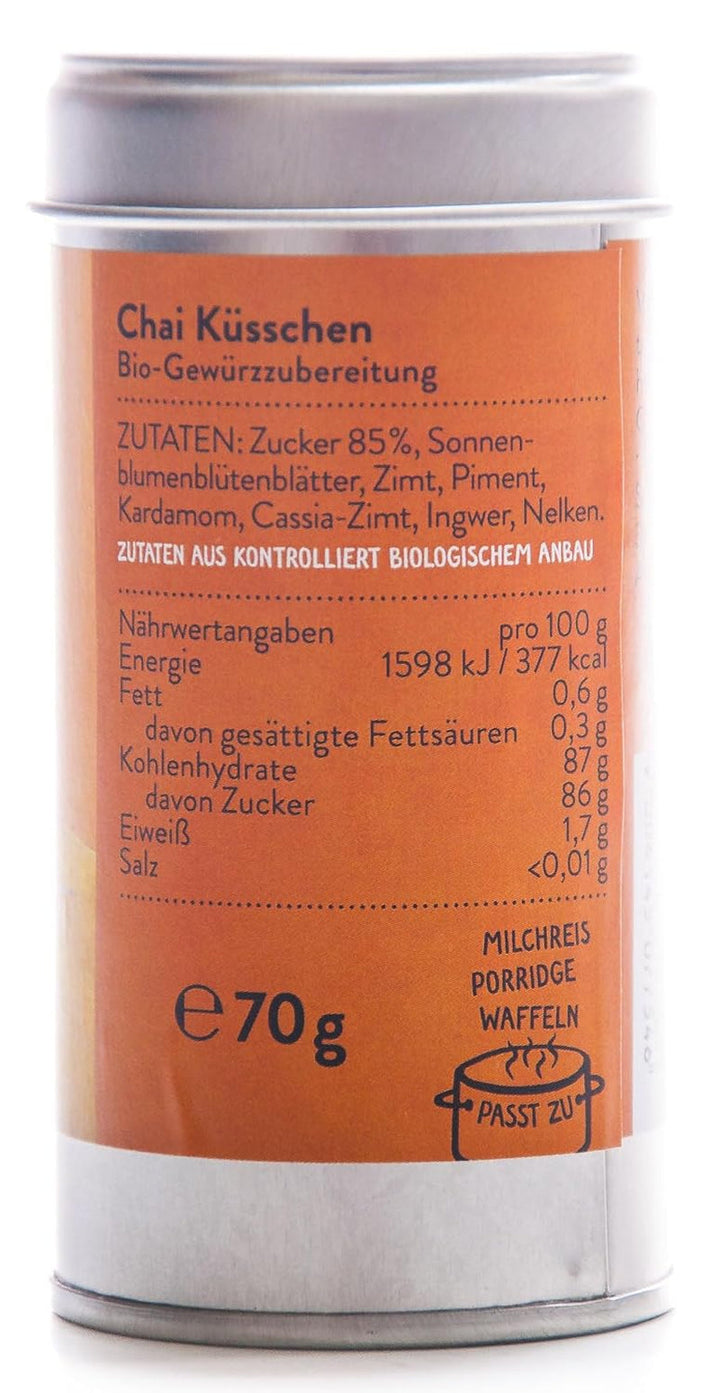 Chai Küsschen
Bio-Gewürzzubereitung
ZUTATEN: Zucker 85%, Sonnen-
blumenblütenblätter, Zimt, Piment,
Kardamom, Cassia-Zimt, Ingwer, Nelken.
ZUTATEN AUS KONTROLLIERT BIOLOGISCHEM ANBAU
Nährwertangaben pro 100 g
Energie 1598 kJ / 377 kcal
Fett 0,6 g
davon gesättigte Fettsäuren 0,3 g
Kohlenhydrate 87 g
davon Zucker 86 g
Eiweiß 1,7 g
Salz <0,01 g
℮ 70 g
MILCHREIS
PORRIDGE
WAFFELN
PASST ZU